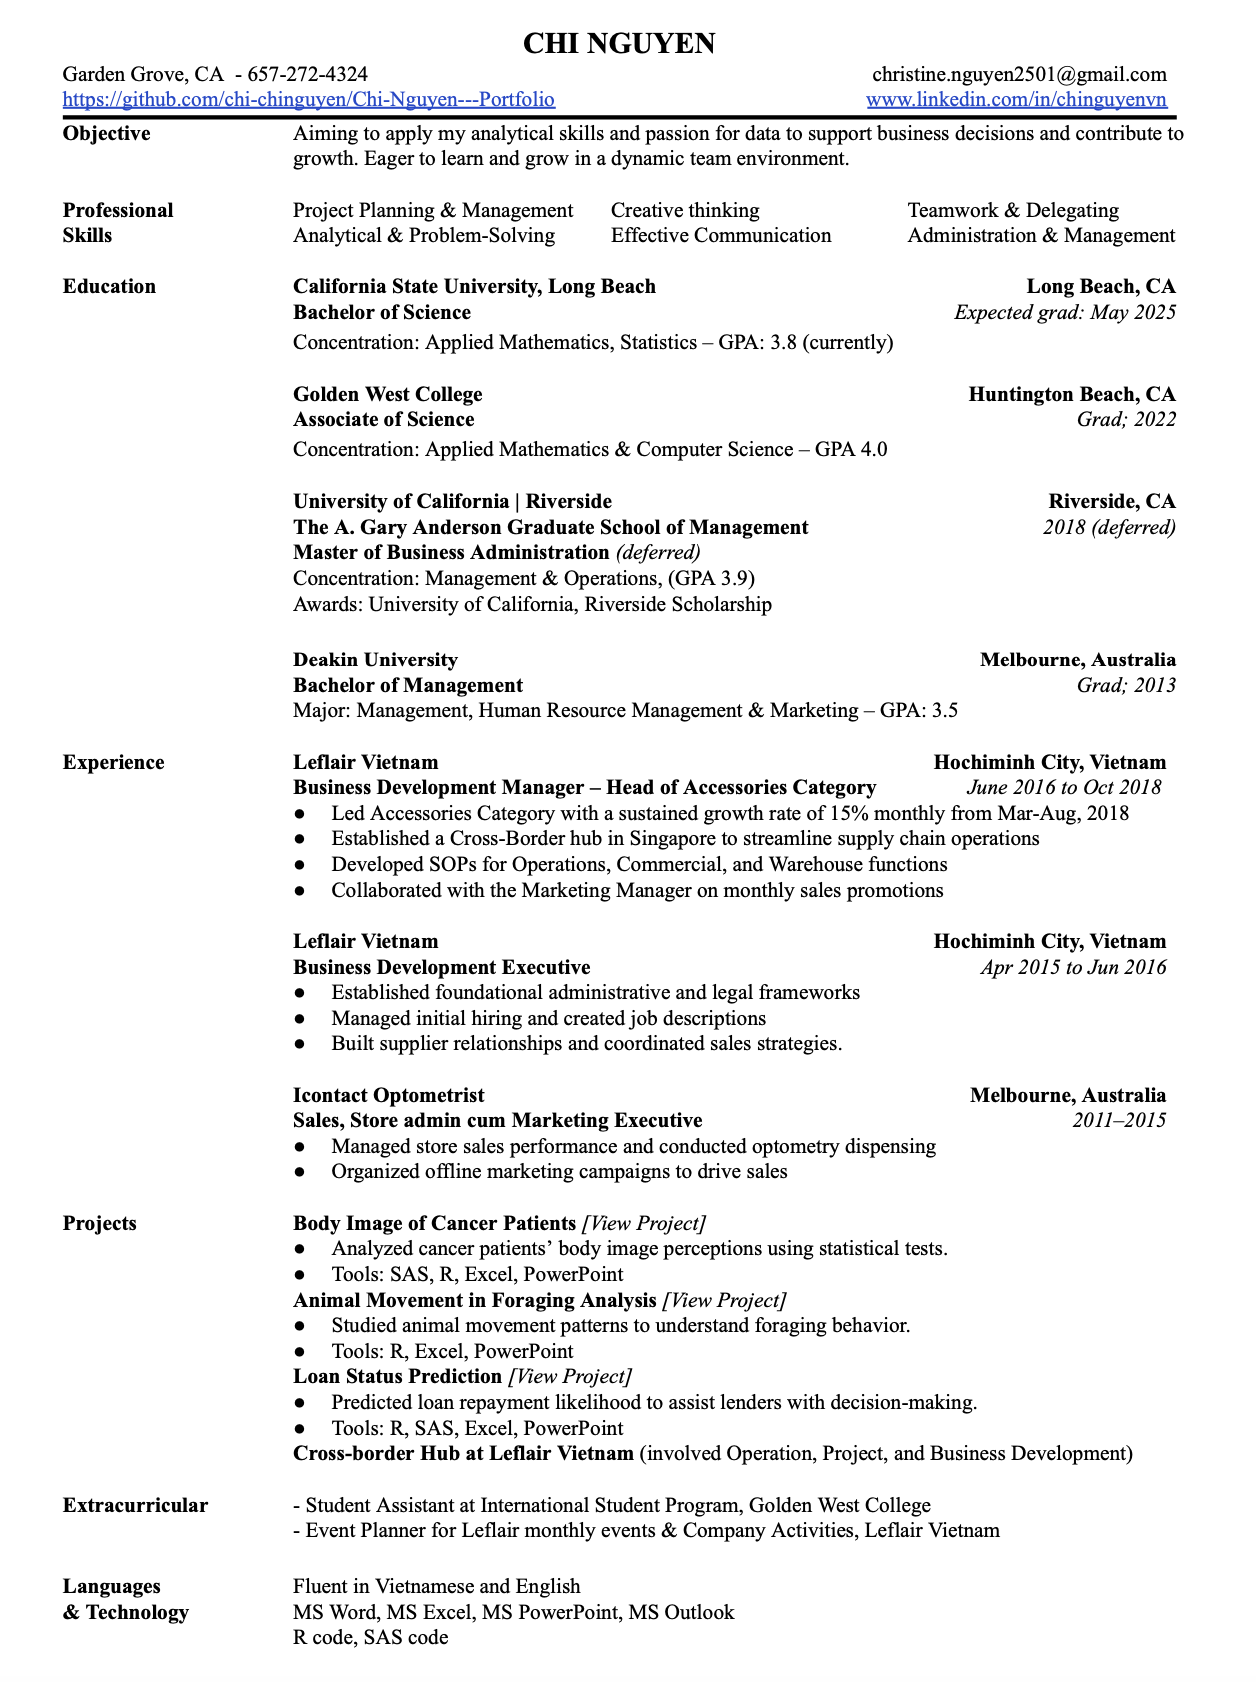 CHI NGUYEN
Garden Grove, CA - 657-272-4324 christine.nguyen2501@gmail.com
https://github.com/chi-chinguyen/Chi-Nguyen---Portfolio www.linkedin.com/in/chinguyenvn
Objective Aiming to apply my analytical skills and passion for data to support business decisions and contribute to
growth. Eager to learn and grow in a dynamic team environment.
Professional Project Planning & Management Creative thinking Teamwork & Delegating
Skills Analytical & Problem-Solving Effective Communication Administration & Management
Education California State University, Long Beach Long Beach, CA
Bachelor of Science Expected grad: May 2025
Concentration: Applied Mathematics, Statistics – GPA: 3.8 (currently)
Golden West College Huntington Beach, CA
Associate of Science Grad; 2022
Concentration: Applied Mathematics & Computer Science – GPA 4.0
University of California | Riverside Riverside, CA
The A. Gary Anderson Graduate School of Management 2018 (deferred)
Master of Business Administration (deferred)
Concentration: Management & Operations, (GPA 3.9)
Awards: University of California, Riverside Scholarship
Deakin University Melbourne, Australia
Bachelor of Management Grad; 2013
Major: Management, Human Resource Management & Marketing – GPA: 3.5
Experience Leflair Vietnam Hochiminh City, Vietnam
Business Development Manager – Head of Accessories Category June 2016 to Oct 2018
● Led Accessories Category with a sustained growth rate of 15% monthly from Mar-Aug, 2018
● Established a Cross-Border hub in Singapore to streamline supply chain operations
● Developed SOPs for Operations, Commercial, and Warehouse functions
● Collaborated with the Marketing Manager on monthly sales promotions
Leflair Vietnam Hochiminh City, Vietnam
Business Development Executive Apr 2015 to Jun 2016
● Established foundational administrative and legal frameworks
● Managed initial hiring and created job descriptions
● Built supplier relationships and coordinated sales strategies.
Icontact Optometrist Melbourne, Australia
Sales, Store admin cum Marketing Executive 2011–2015
● Managed store sales performance and conducted optometry dispensing
● Organized offline marketing campaigns to drive sales
Projects Body Image of Cancer Patients [View Project]
● Analyzed cancer patients’ body image perceptions using statistical tests.
● Tools: SAS, R, Excel, PowerPoint
Animal Movement in Foraging Analysis [View Project]
● Studied animal movement patterns to understand foraging behavior.
● Tools: R, Excel, PowerPoint
Loan Status Prediction [View Project]
● Predicted loan repayment likelihood to assist lenders with decision-making.
● Tools: R, SAS, Excel, PowerPoint
Cross-border Hub at Leflair Vietnam (involved Operation, Project, and Business Development)
Extracurricular - Student Assistant at International Student Program, Golden West College
- Event Planner for Leflair monthly events & Company Activities, Leflair Vietnam
Languages Fluent in Vietnamese and English
& Technology MS Word, MS Excel, MS PowerPoint, MS Outlook
R code, SAS code